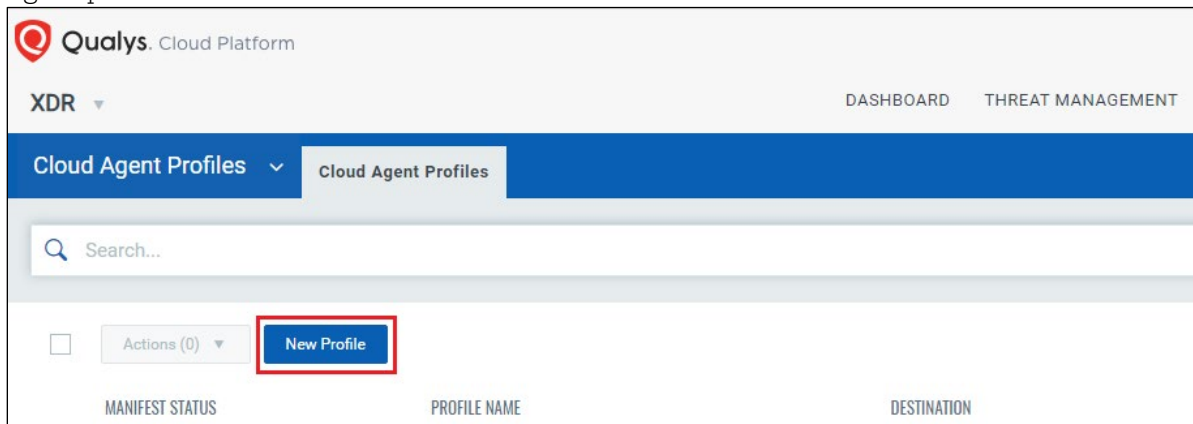 Qualys. Cloud Platform
XDR
DASHBOARD THREAT MANAGEMENT
Cloud Agent Profiles Cloud Agent Profiles
Search...
Actions (0) New Profile
MANIFEST STATUS PROFILE NAME DESTINATION